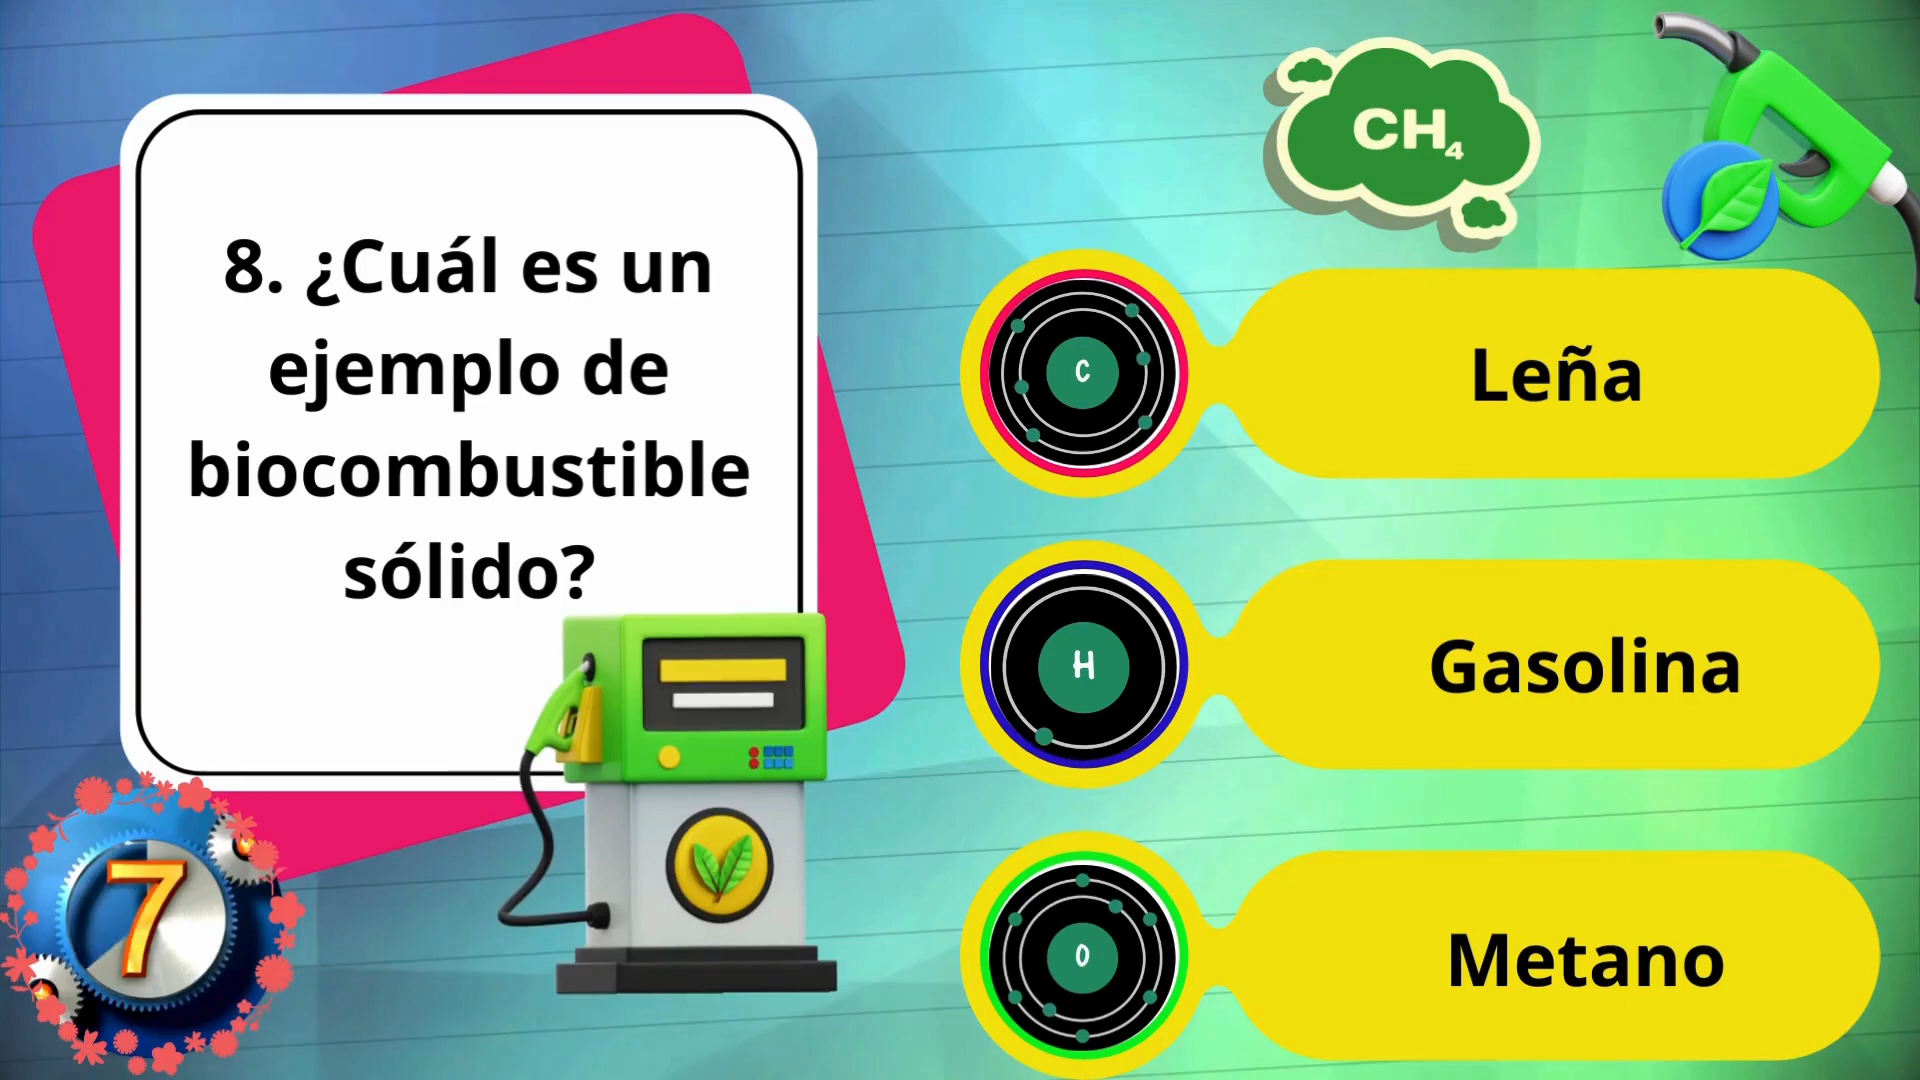 8. ¿Cuál es un
ejemplo de
biocombustible
sólido?
7
CH₄
C
Leña
H
Gasolina
O
Metano